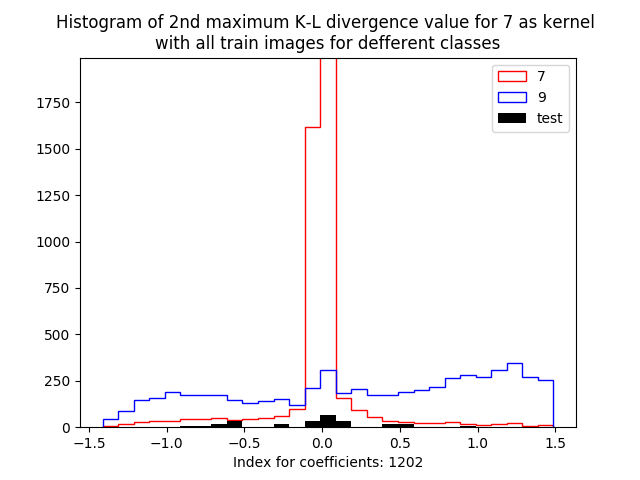 Histogram of 2nd maximum K-L divergence value for 7 as kernel
with all train images for defferent classes
7
9
test
1750
1500
1250
1000
750
500
250
0
−1.5 −1.0 −0.5 0.0 0.5 1.0 1.5
Index for coefficients: 1202